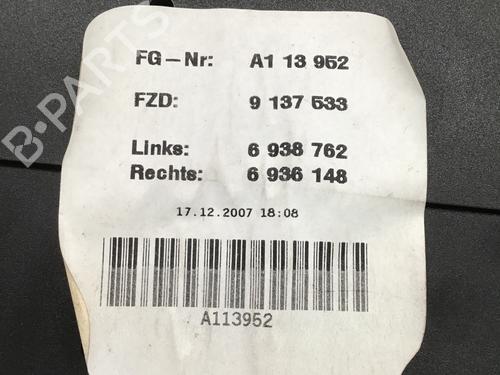 B-PARTS
FG-Nr: A1 13 952
FZD: 9 137 533
Links: 6 938 762
Rechts: 6 936 148
17.12.2007 18:08
A113952